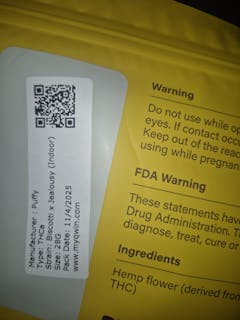 Manufacturer : Puffy
Type: THCa
Strain: Biscotti x Jealousy (Indoor)
Size: 28G
Pack Date: 11/4/2025
www.myqwin.com
Warning
Do not use while op
eyes. If contact occu
Keep out of the reac
using while pregnan
FDA Warning
These statements hav
Drug Administration. T
diagnose, treat, cure or
Ingredients
Hemp flower (derived from
THC)